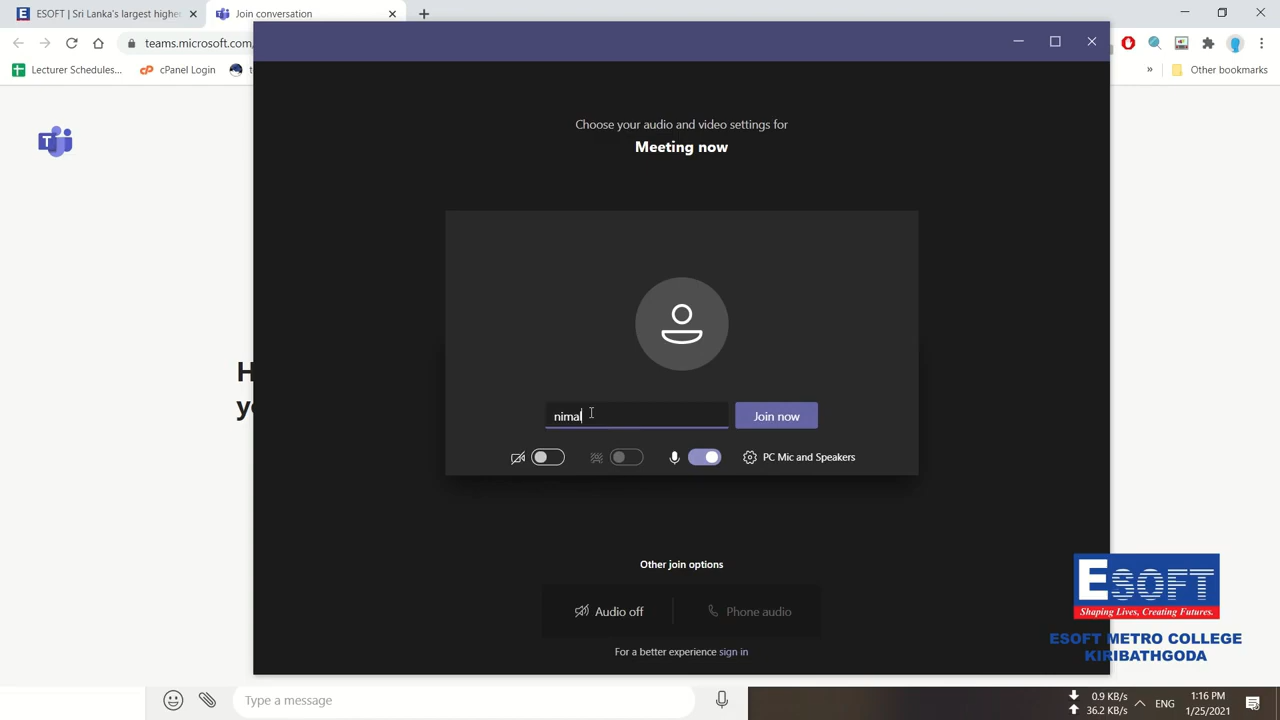 ESOFT | Sri Lanka's largest highe
Join conversation
teams.microsoft.com/
Lecturer Schedules...
cPanel Login
»
Other bookmarks
Choose your audio and video settings for
Meeting now
nimal
Join now
PC Mic and Speakers
Other join options
Audio off
Phone audio
For a better experience sign in
ESOFT
Shaping Lives, Creating Futures.
ESOFT METRO COLLEGE
KIRIBATHGODA
Type a message
0.9 KB/s
36.2 KB/s
ENG
1:16 PM
1/25/2021